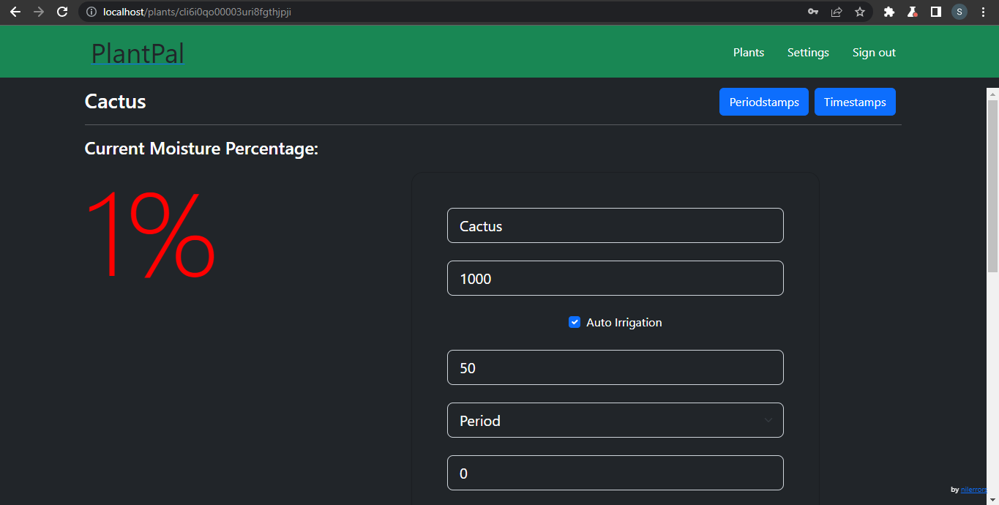 localhost/plants/cli6i0qo00003uri8fgthjpji
S
PlantPal
Plants Settings Sign out
Cactus
Periodstamps Timestamps
Current Moisture Percentage:
1%
Cactus
1000
Auto Irrigation
50
Period
0
by nilerrors